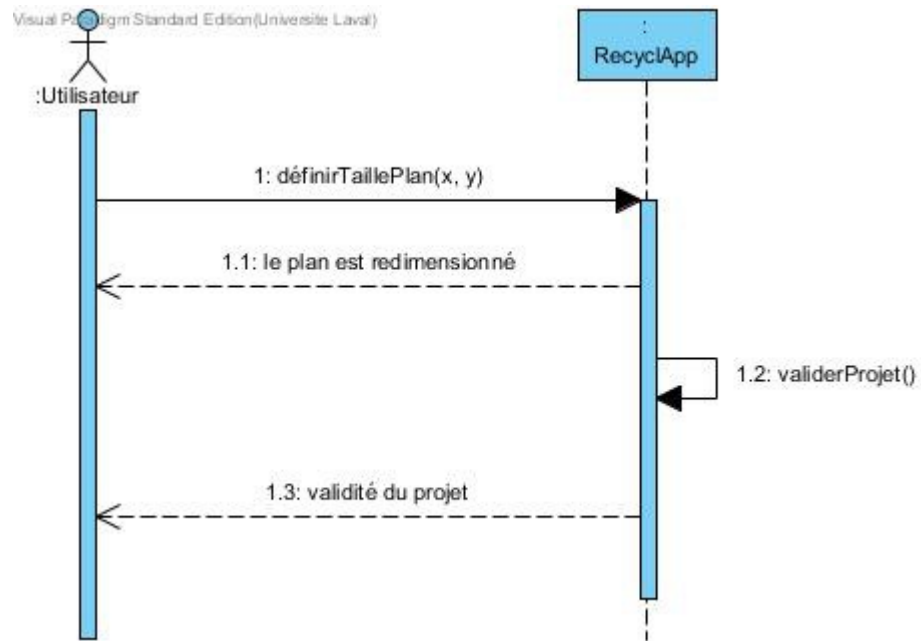 Visual Paradigm Standard Edition(Universite Laval)
:
RecyclApp
:Utilisateur
1: définirTaillePlan(x, y)
1.1: le plan est redimensionné
1.2: validerProjet()
1.3: validité du projet